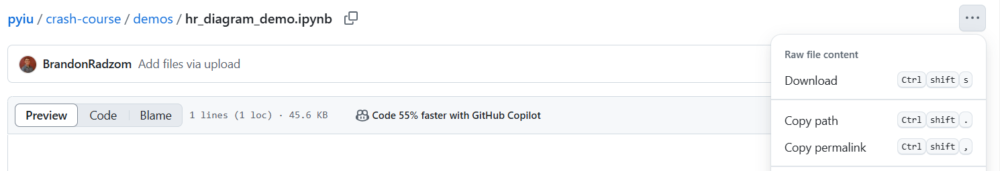 pyiu / crash-course / demos / hr_diagram_demo.ipynb
Raw file content
BrandonRadzom Add files via upload
Download Ctrl shift s
Preview Code Blame 1 lines (1 loc) · 45.6 KB Code 55% faster with GitHub Copilot
Copy path Ctrl shift .
Copy permalink Ctrl shift ,